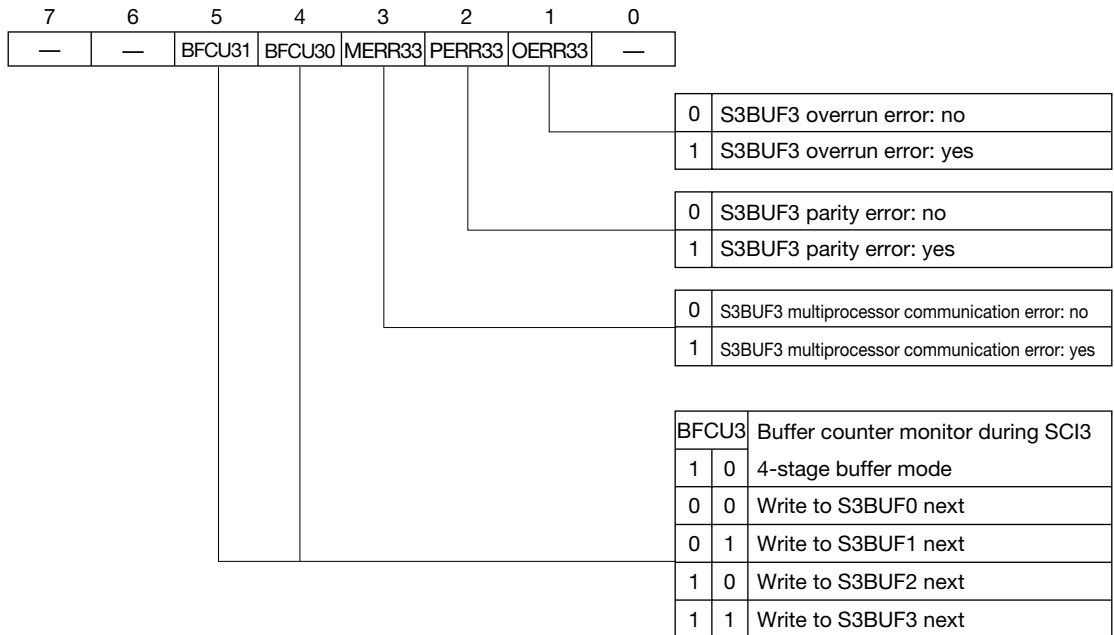 7 6 5 4 3 2 1 0
— — BFCU31 BFCU30 MERR33 PERR33 OERR33 —
0 S3BUF3 overrun error: no
1 S3BUF3 overrun error: yes
0 S3BUF3 parity error: no
1 S3BUF3 parity error: yes
0 S3BUF3 multiprocessor communication error: no
1 S3BUF3 multiprocessor communication error: yes
BFCU3 Buffer counter monitor during SCI3
1 0 4-stage buffer mode
0 0 Write to S3BUF0 next
0 1 Write to S3BUF1 next
1 0 Write to S3BUF2 next
1 1 Write to S3BUF3 next